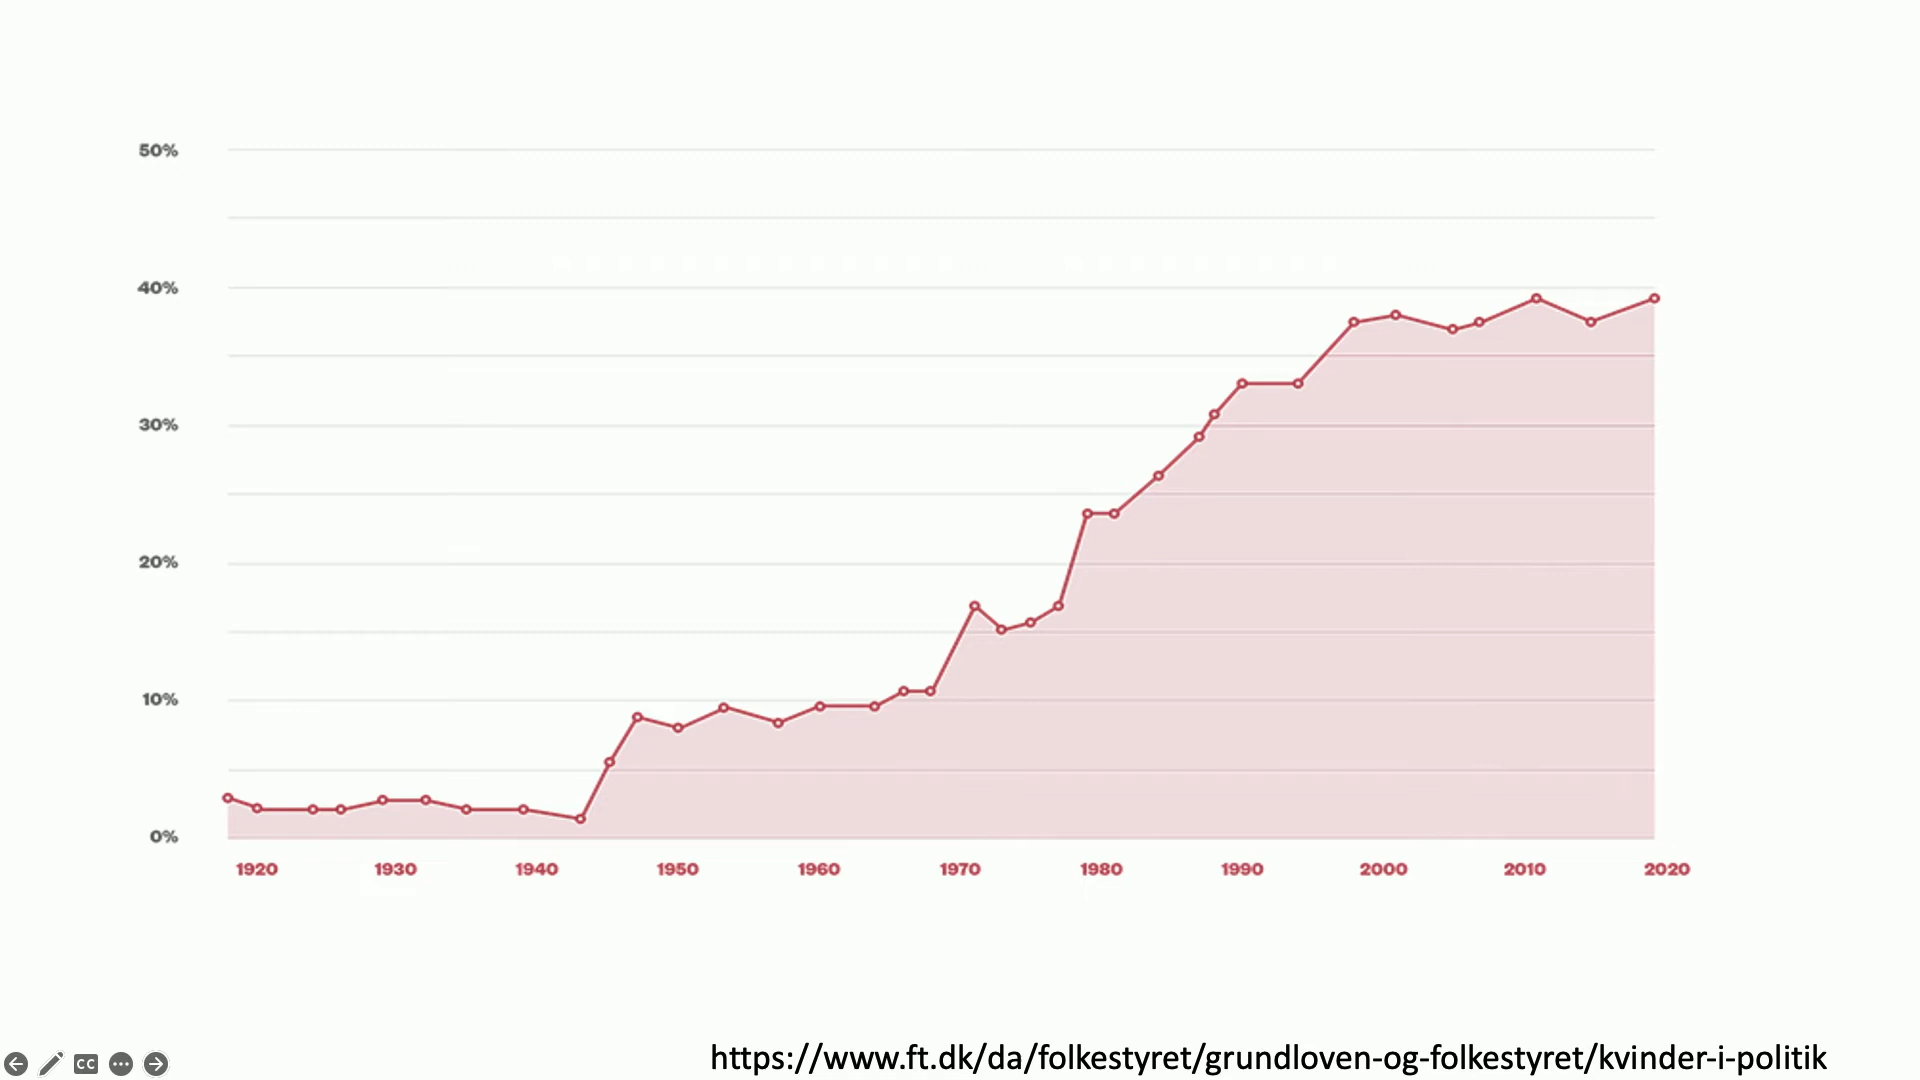 50%
40%
30%
20%
10%
0%
1920 1930 1940 1950 1960 1970 1980 1990 2000 2010 2020
CC
https://www.ft.dk/da/folkestyret/grundloven-og-folkestyret/kvinder-i-politik